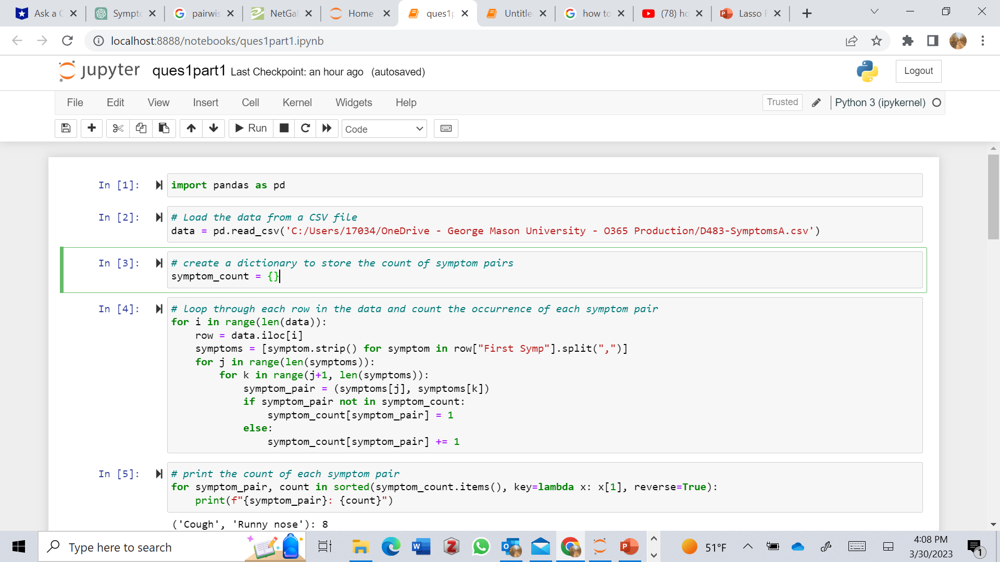 Ask a C
Sympto
pairwis
NetGal
Home
ques1p
Untitle
how to
(78) ho
Lasso R
localhost:8888/notebooks/ques1part1.ipynb
jupyter ques1part1 Last Checkpoint: an hour ago (autosaved)
Logout
File Edit View Insert Cell Kernel Widgets Help
Trusted
Python 3 (ipykernel)
Run
Code
In [1]: import pandas as pd
In [2]: # Load the data from a CSV file
data = pd.read_csv('C:/Users/17034/OneDrive - George Mason University - O365 Production/D483-SymptomsA.csv')
In [3]: # create a dictionary to store the count of symptom pairs
symptom_count = {}
In [4]: # loop through each row in the data and count the occurrence of each symptom pair
for i in range(len(data)):
    row = data.iloc[i]
    symptoms = [symptom.strip() for symptom in row["First Symp"].split(",")]
    for j in range(len(symptoms)):
        for k in range(j+1, len(symptoms)):
            symptom_pair = (symptoms[j], symptoms[k])
            if symptom_pair not in symptom_count:
                symptom_count[symptom_pair] = 1
            else:
                symptom_count[symptom_pair] += 1
In [5]: # print the count of each symptom pair
for symptom_pair, count in sorted(symptom_count.items(), key=lambda x: x[1], reverse=True):
    print(f"{symptom_pair}: {count}")
('Cough', 'Runny nose'): 8
Type here to search
51°F
4:08 PM
3/30/2023
1